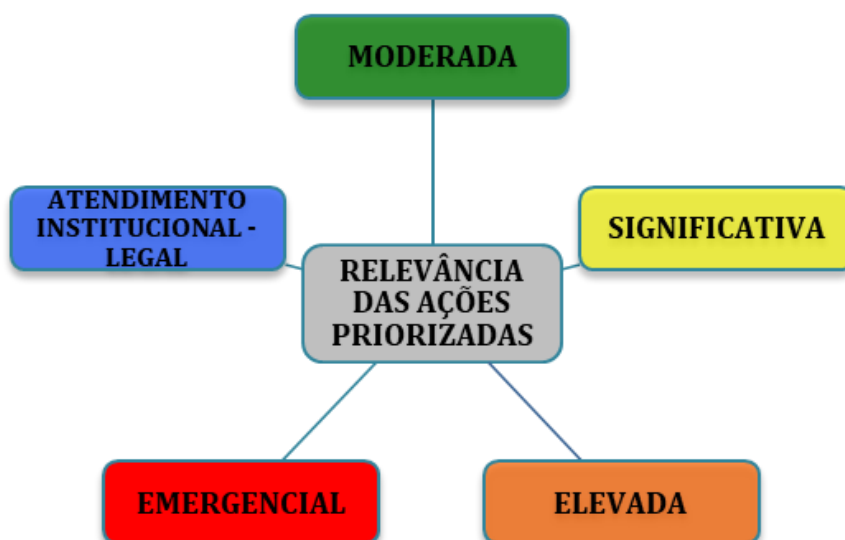 MODERADA
ATENDIMENTO
INSTITUCIONAL -
LEGAL
SIGNIFICATIVA
RELEVÂNCIA
DAS AÇÕES
PRIORIZADAS
EMERGENCIAL
ELEVADA